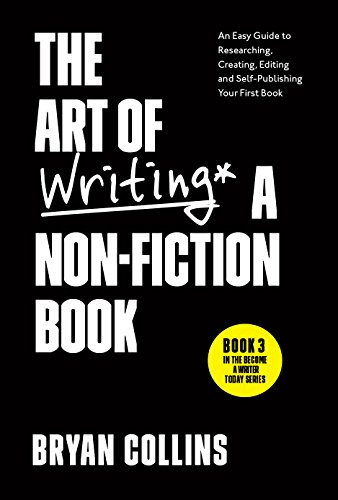 THE
ART OF
Writing* A
NON-FICTION
BOOK
An Easy Guide to
Researching,
Creating, Editing
and Self-Publishing
Your First Book
BOOK 3
IN THE BECOME
A WRITER
TODAY SERIES
BRYAN COLLINS